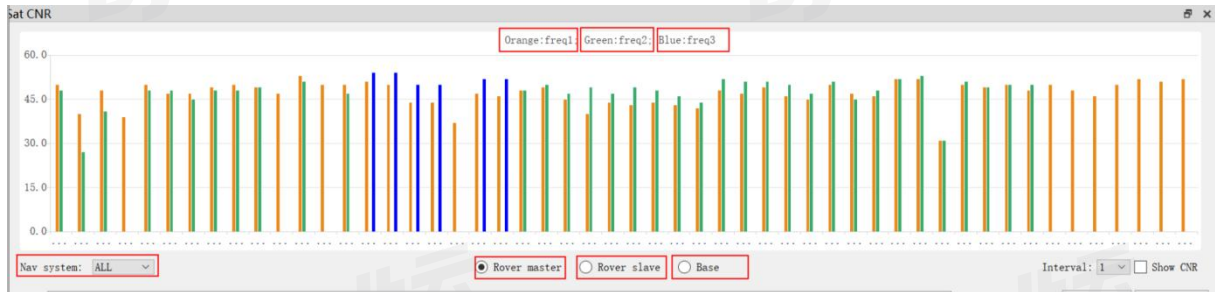 Sat CNR
Orange:freq1; Green:freq2; Blue:freq3
60.0
45.0
30.0
15.0
0.0
... ... ... ... ... ... ... ... ... ... ... ... ... ... ... ... ... ... ... ... ... ... ... ... ... ... ... ... ... ... ... ... ... ... ... ... ... ... ... ... ... ... ... ... ... ... ... ... ... ... ... ...
Nav system: ALL Rover master Rover slave Base Interval: 1 Show CNR